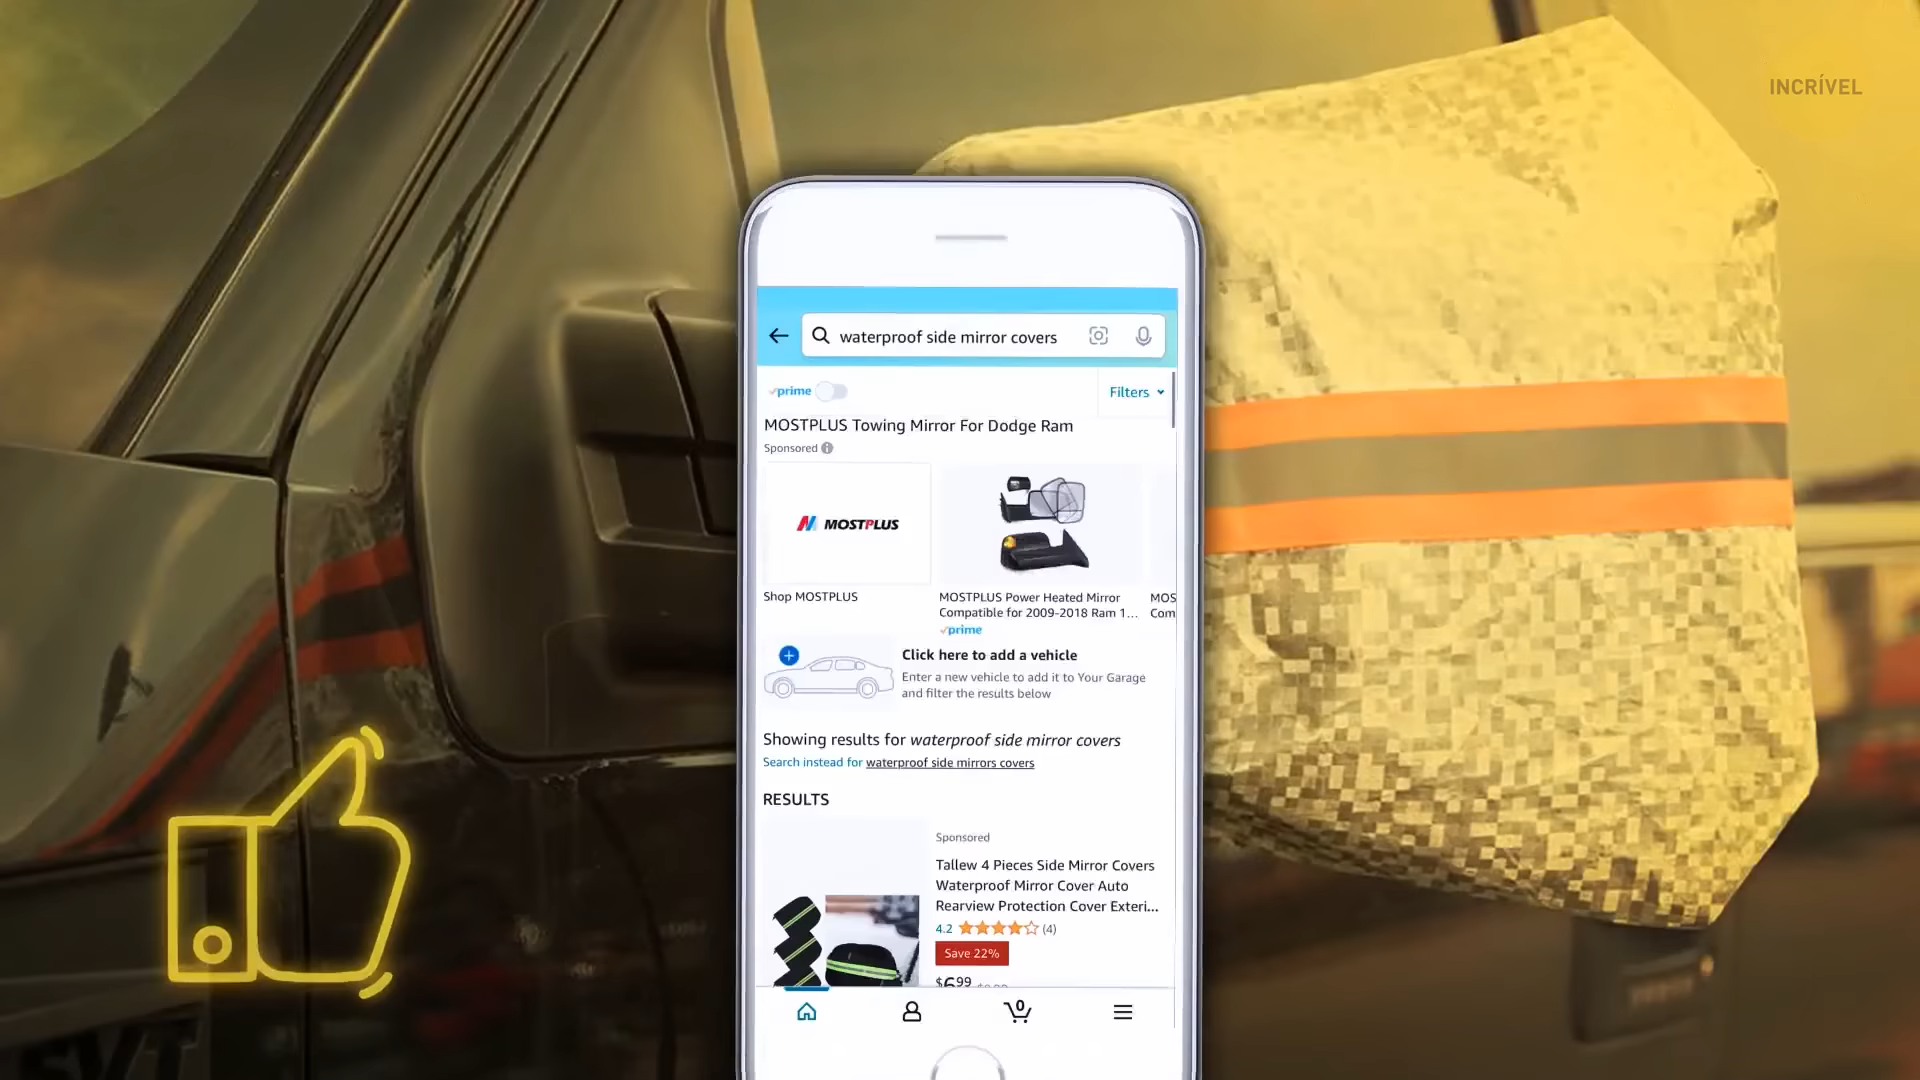 INCRÍVEL
waterproof side mirror covers
prime
Filters
MOSTPLUS Towing Mirror For Dodge Ram
Sponsored
MOSTPLUS
Shop MOSTPLUS
MOSTPLUS Power Heated Mirror
Compatible for 2009-2018 Ram 1...
prime
MOS
Com
Click here to add a vehicle
Enter a new vehicle to add it to Your Garage
and filter the results below
Showing results for waterproof side mirror covers
Search instead for waterproof side mirrors covers
RESULTS
Sponsored
Tallew 4 Pieces Side Mirror Covers
Waterproof Mirror Cover Auto
Rearview Protection Cover Exteri...
4.2 (4)
Save 22%
$699
0